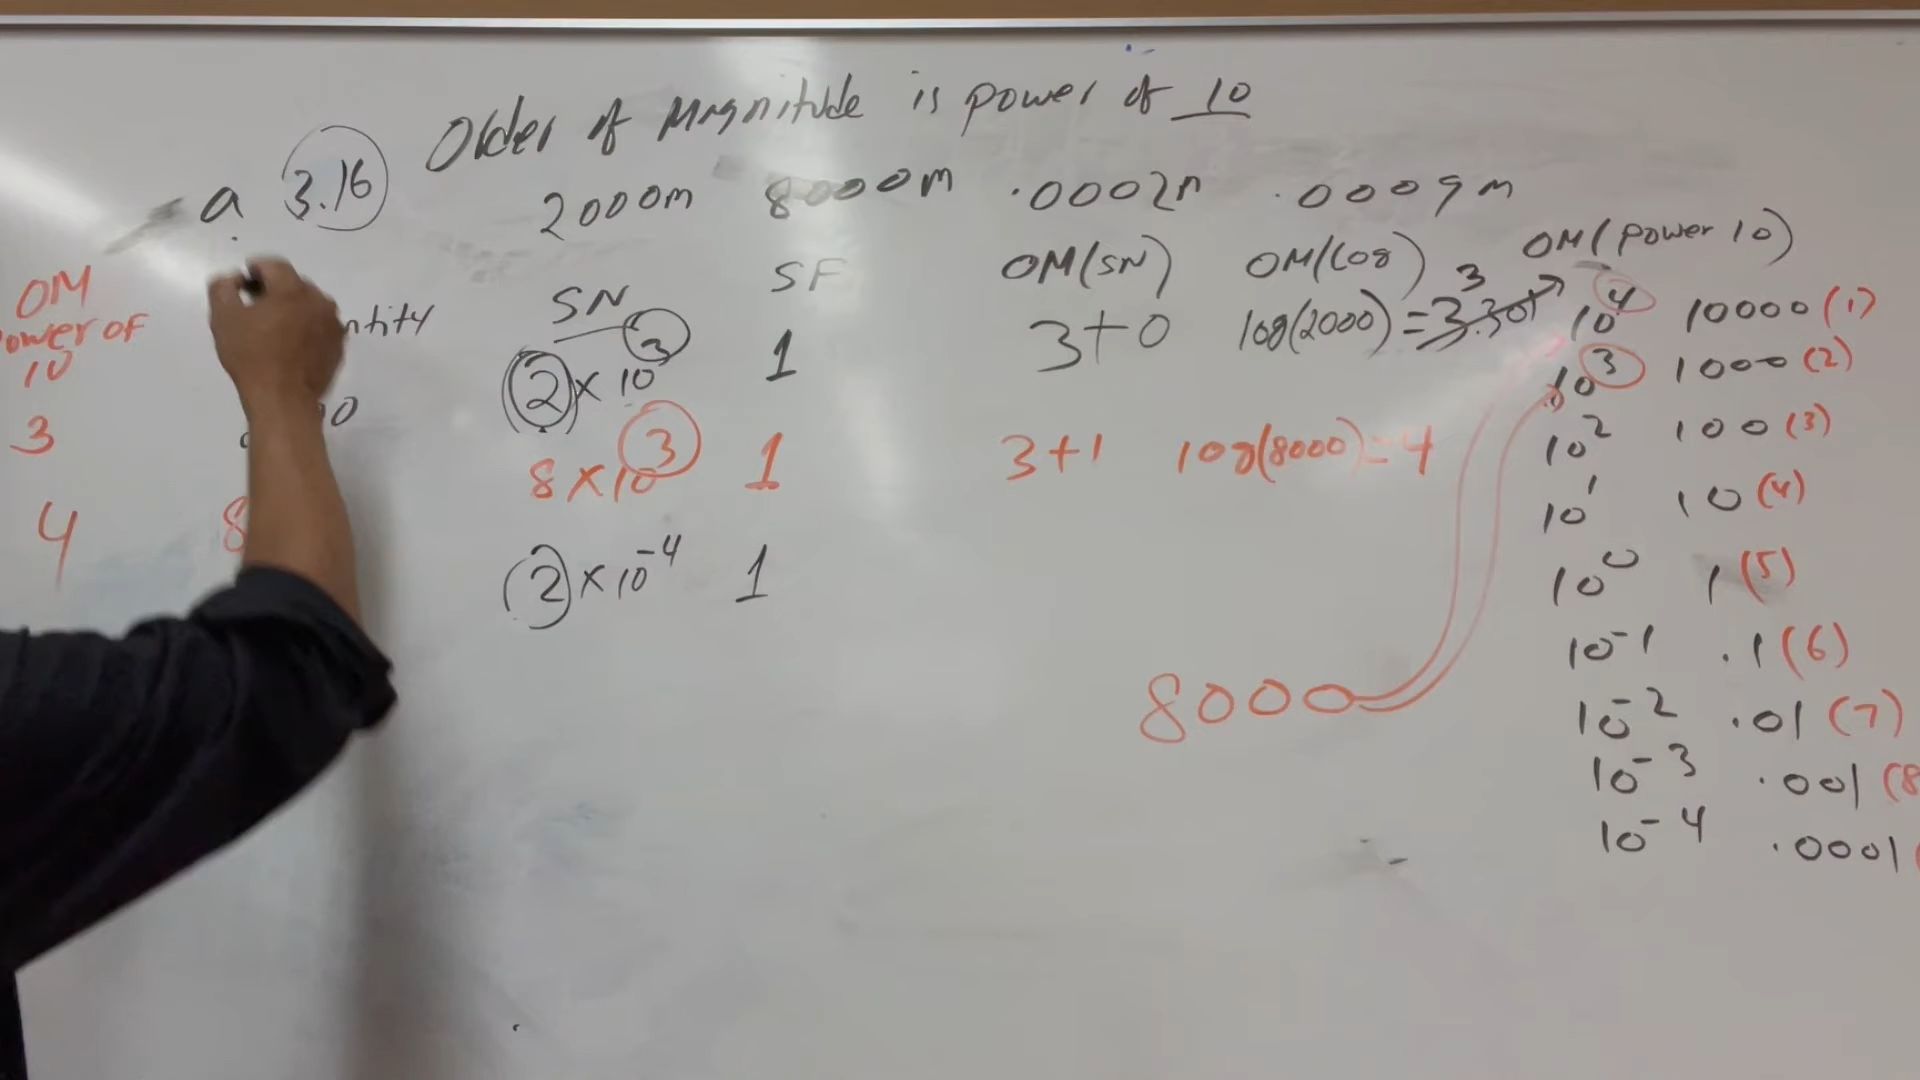 Order of Magnitude is power of 10
a 3.16 2000m 8000m .0002m .0009m
OM SN SF OM(SN) OM(Log) OM(power 10)
Power of
10
2 × 10³ 1 3+0 log(2000) = 3.301 3
3 8 × 10³ 1 3+1 log(8000) = 4
4 2 × 10⁻⁴ 1
8000
10⁴ 10000 (1)
10³ 1000 (2)
10² 100 (3)
10¹ 10 (4)
10⁰ 1 (5)
10⁻¹ .1 (6)
10⁻² .01 (7)
10⁻³ .001 (8
10⁻⁴ .0001